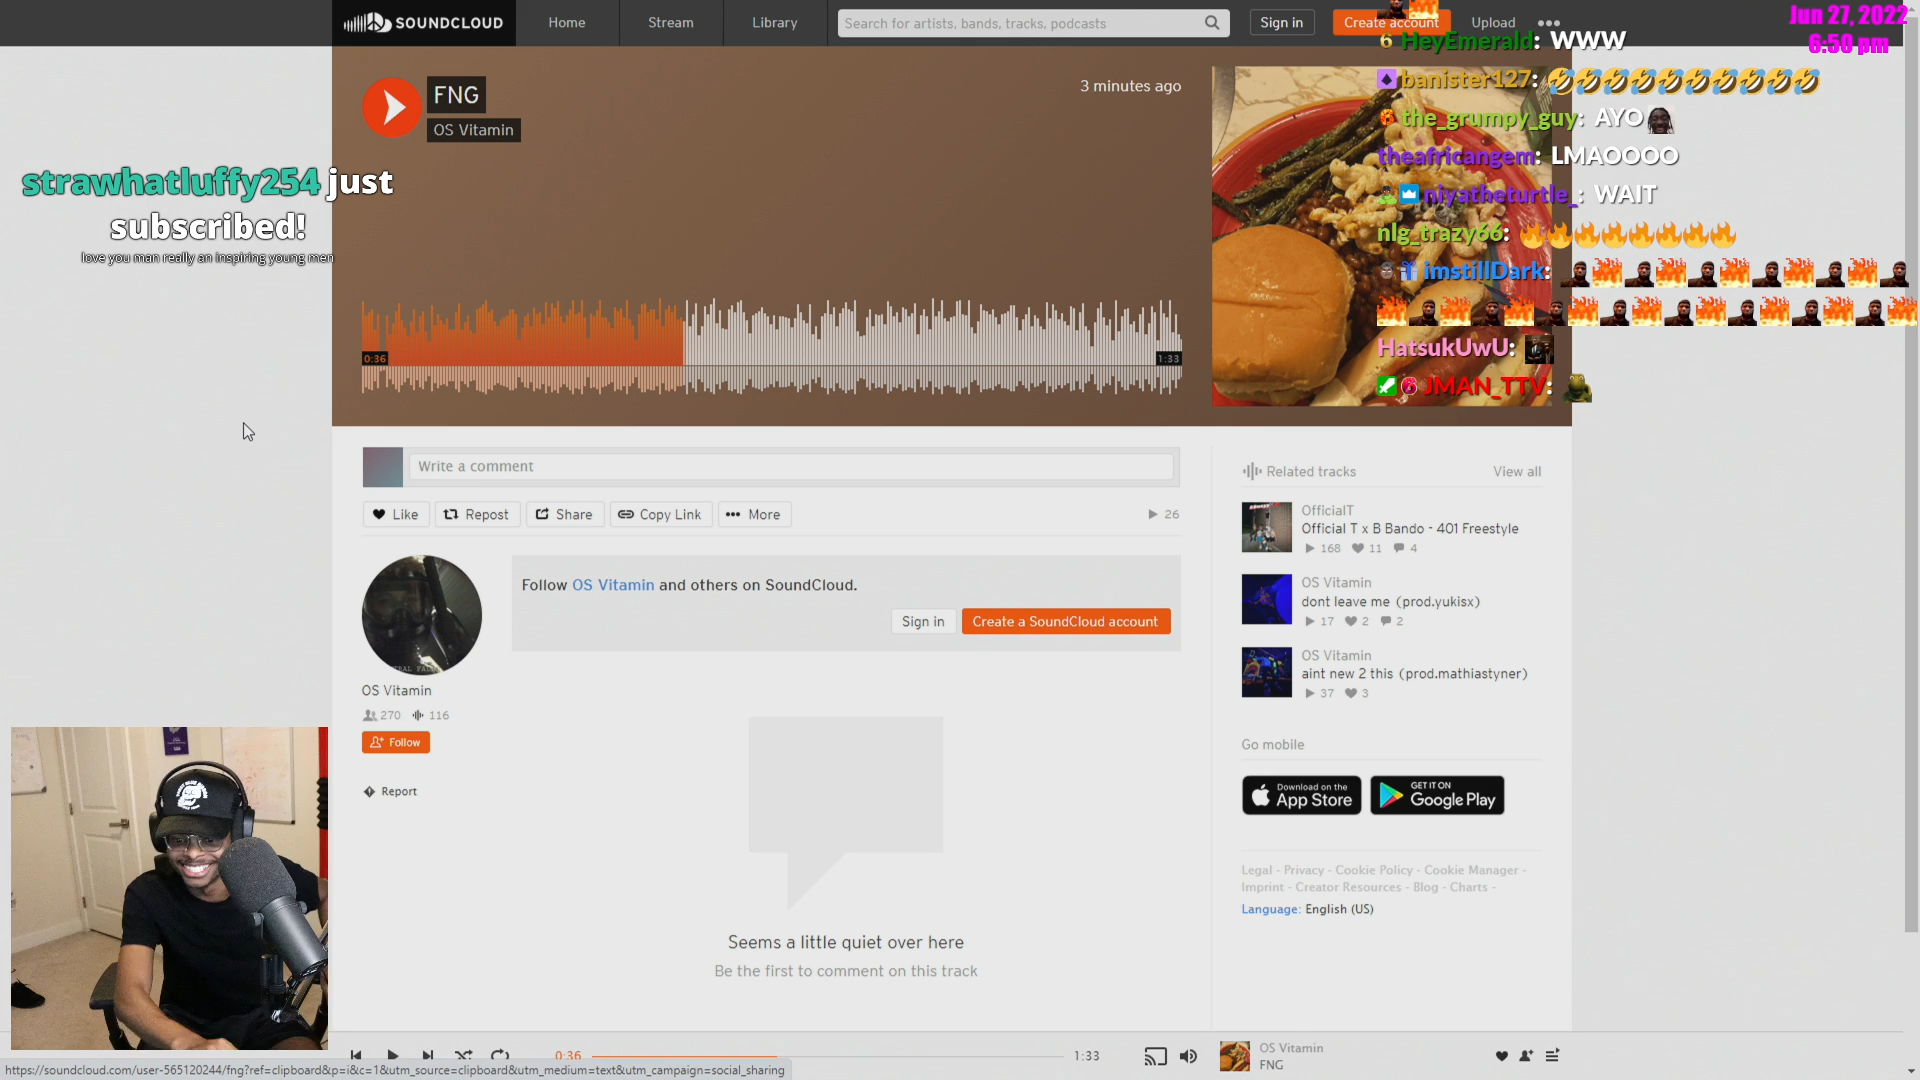 SOUNDCLOUD
Home
Stream
Library
Search for artists, bands, tracks, podcasts
Sign in
Create account
Upload
Jun 27, 2022
6:50 pm
FNG
OS Vitamin
3 minutes ago
strawhatluffy254 just
subscribed!
love you man really an inspiring young men
6 HeyEmerald: WWW
banister127: 🤣🤣🤣🤣🤣🤣🤣🤣🤣🤣
the_grumpy_guy: AYO
theafricangem: LMAOOOO
niyatheturtle_: WAIT
nlg_trazy66: 🔥🔥🔥🔥🔥🔥🔥🔥
imstillDark:
HatsukUwU:
JMAN_TTV:
0:36
1:33
Write a comment
Like
Repost
Share
Copy Link
More
26
Follow OS Vitamin and others on SoundCloud.
Sign in
Create a SoundCloud account
OS Vitamin
270
116
Follow
Report
Seems a little quiet over here
Be the first to comment on this track
Related tracks
View all
OfficialT
Official T x B Bando - 401 Freestyle
168 11 4
OS Vitamin
dont leave me (prod.yukisx)
17 2 2
OS Vitamin
aint new 2 this (prod.mathiastyner)
37 3
Go mobile
Download on the
App Store
GET IT ON
Google Play
Legal - Privacy - Cookie Policy - Cookie Manager -
Imprint - Creator Resources - Blog - Charts -
Language: English (US)
0:36
1:33
OS Vitamin
FNG
https://soundcloud.com/user-565120244/fng?ref=clipboard&p=i&c=1&utm_source=clipboard&utm_medium=text&utm_campaign=social_sharing